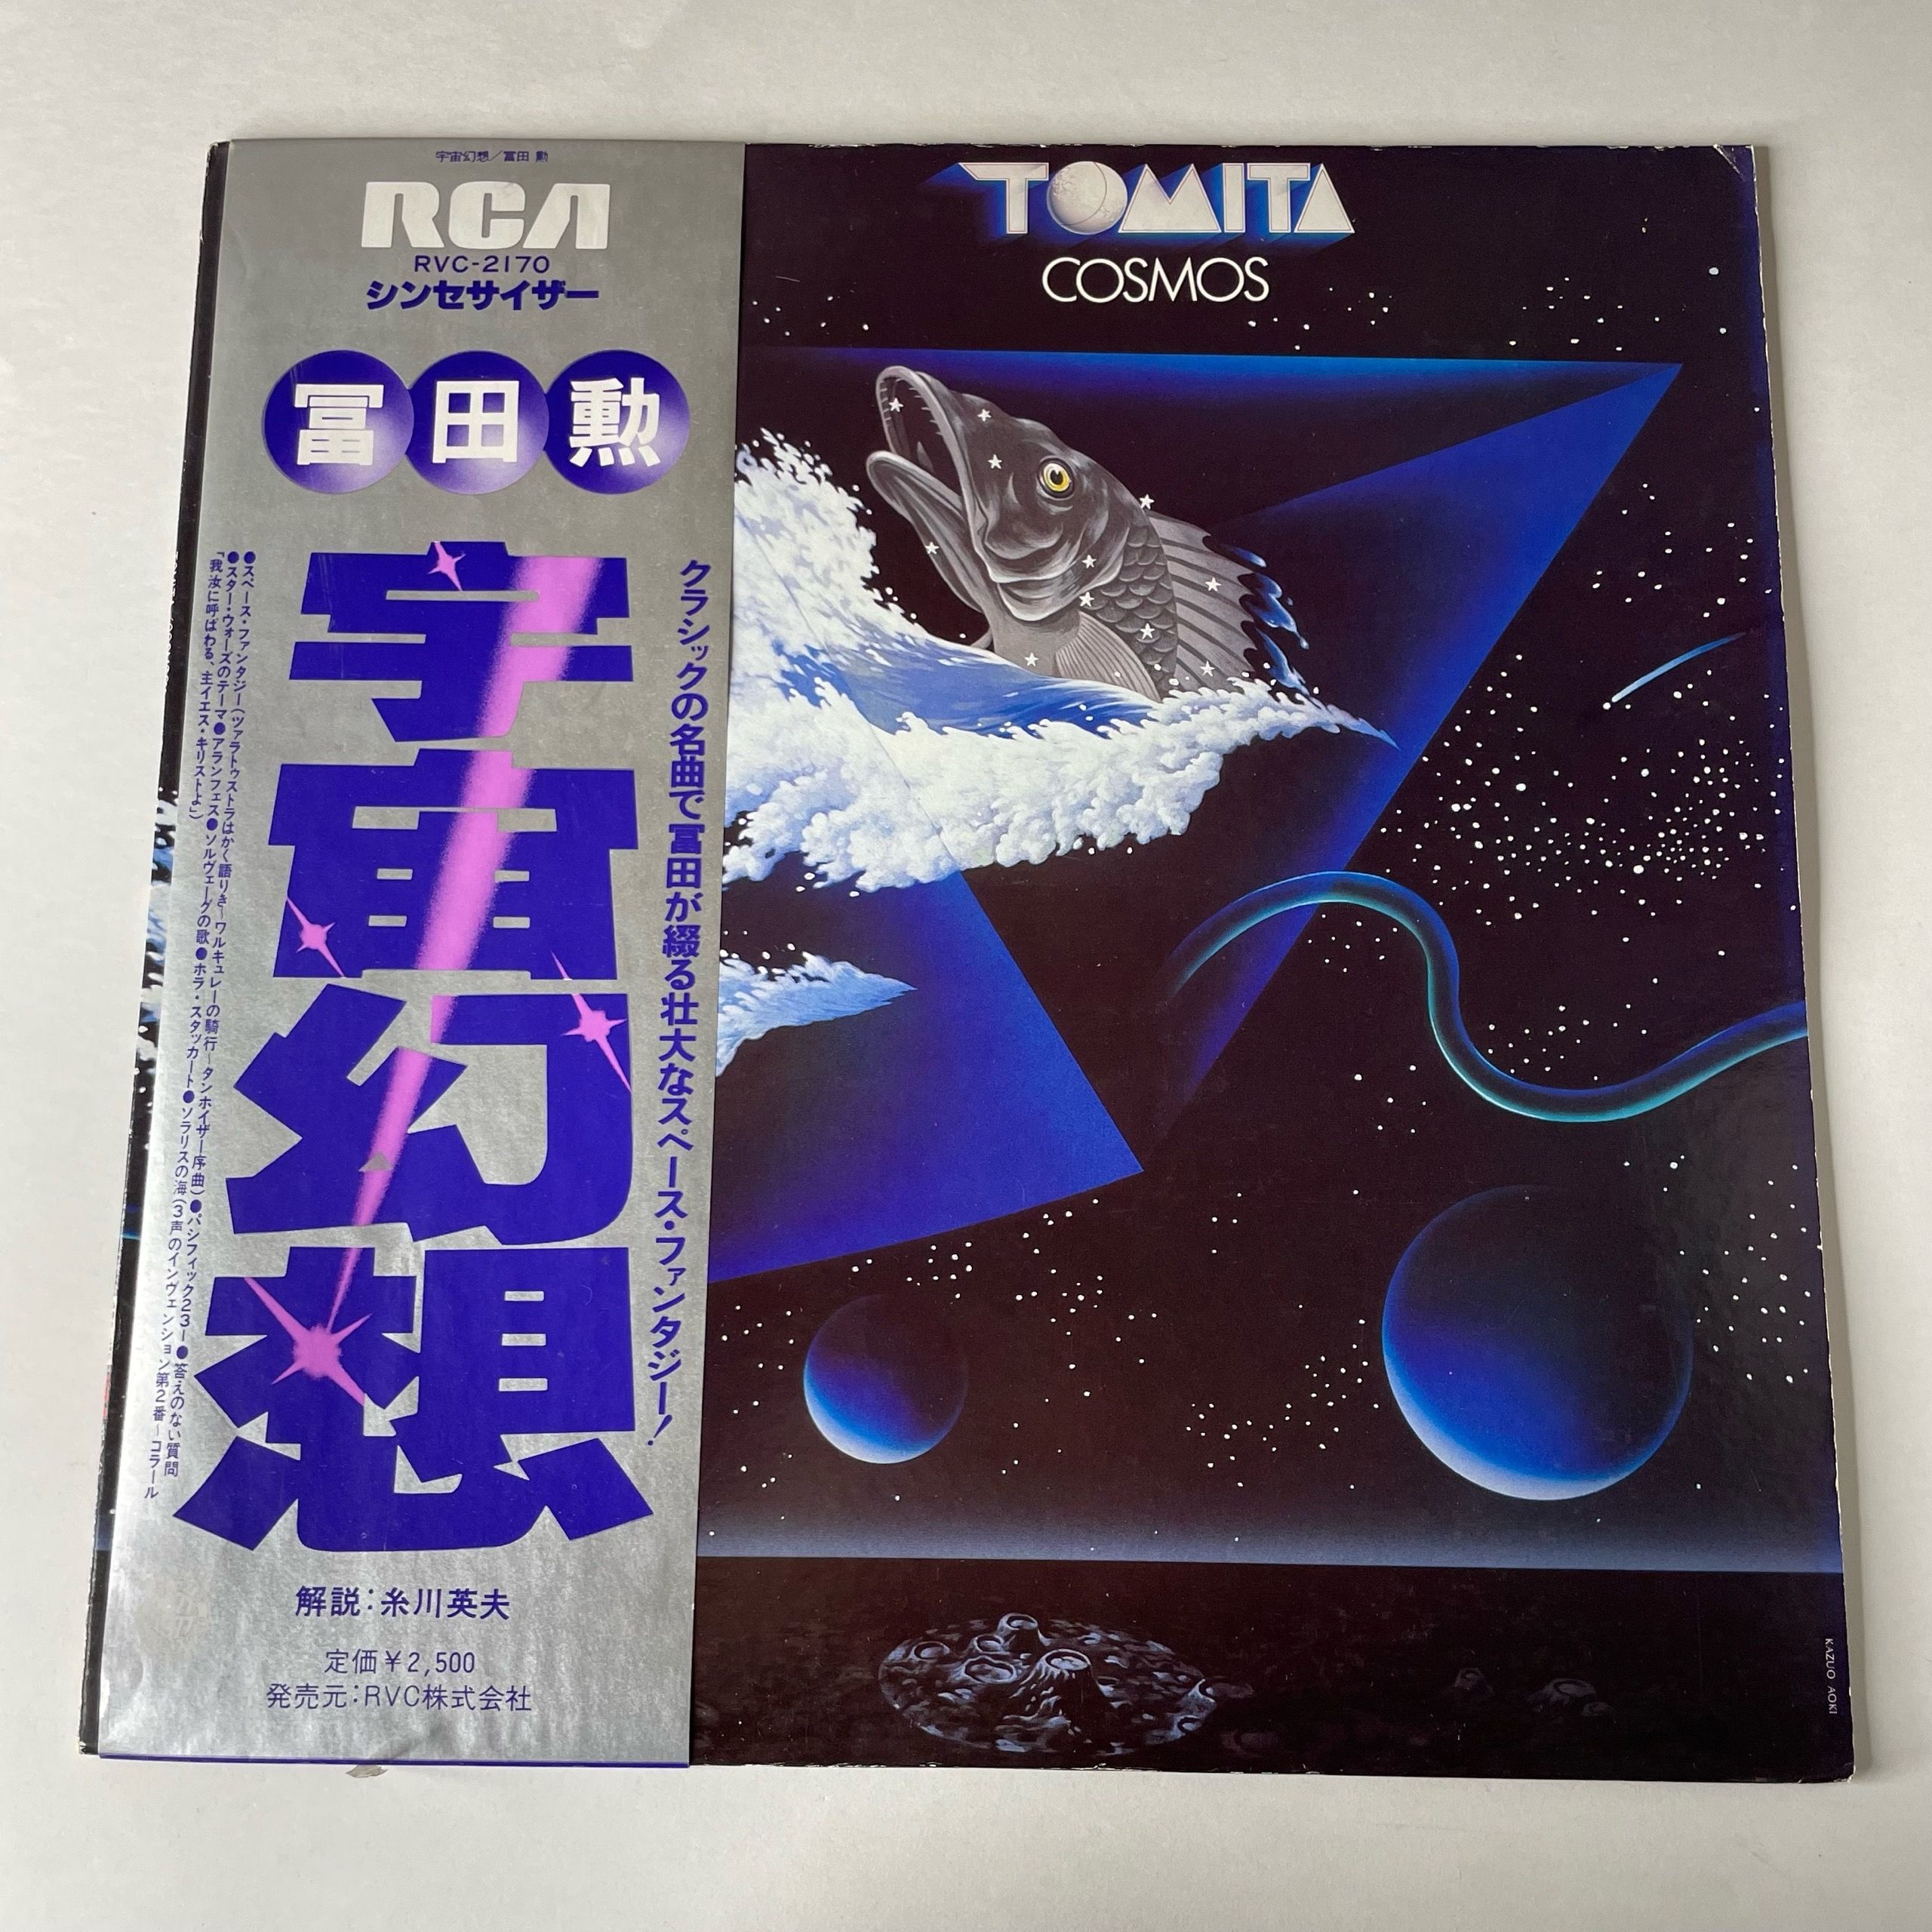 宇宙幻想／冨田 勲
RCA
RVC-2170
シンセサイザー
冨田勲
クラシックの名曲で冨田が綴る壮大なスペース・ファンタジー！
宇宙幻想
●スペース・ファンタジー（ツァラトゥストラはかく語りき―ワルキューレの騎行―タンホイザー序曲）●パシフィック231●答えのない質問
●スター・ウォーズのテーマ●アランフェス●ソルヴェーグの歌●ホラ・スタッカート●ソラリスの海（3声のインヴェンション第2番―コラール
「我汝に呼ばわる、主イエス・キリストよ」）
解説：糸川英夫
定価￥2,500
発売元：RVC株式会社
TOMITA
COSMOS
KAZUO AOKI